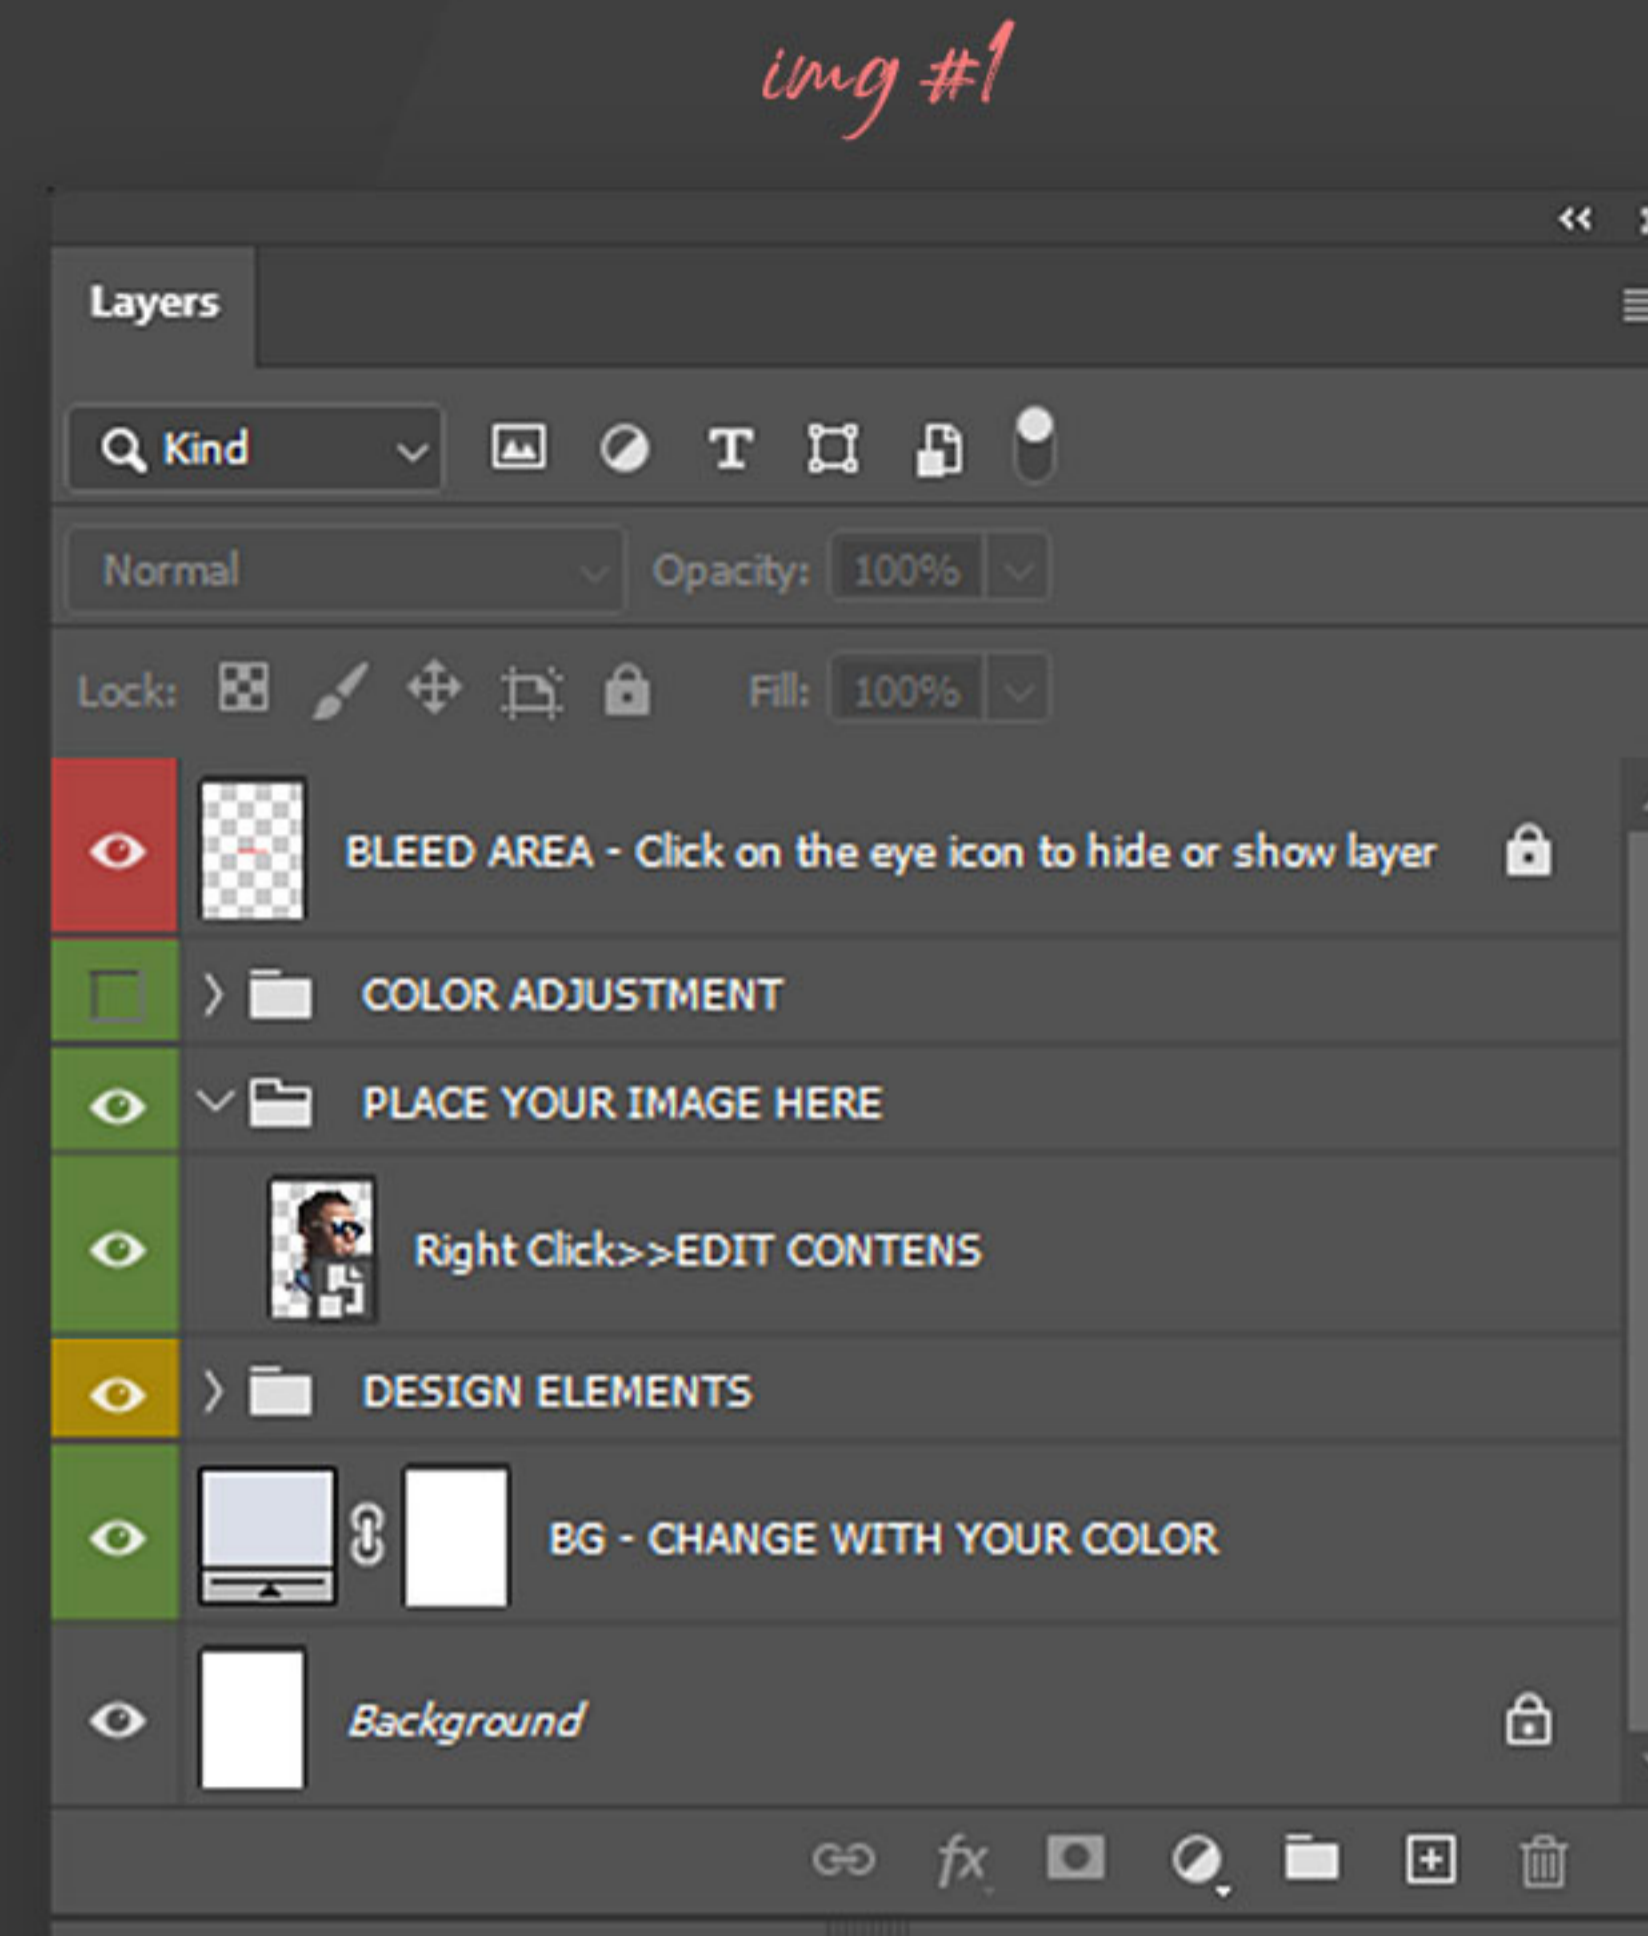 img #1
Layers
Kind
Normal Opacity: 100%
Lock: Fill: 100%
BLEED AREA - Click on the eye icon to hide or show layer
COLOR ADJUSTMENT
PLACE YOUR IMAGE HERE
Right Click>>EDIT CONTENS
DESIGN ELEMENTS
BG - CHANGE WITH YOUR COLOR
Background
fx